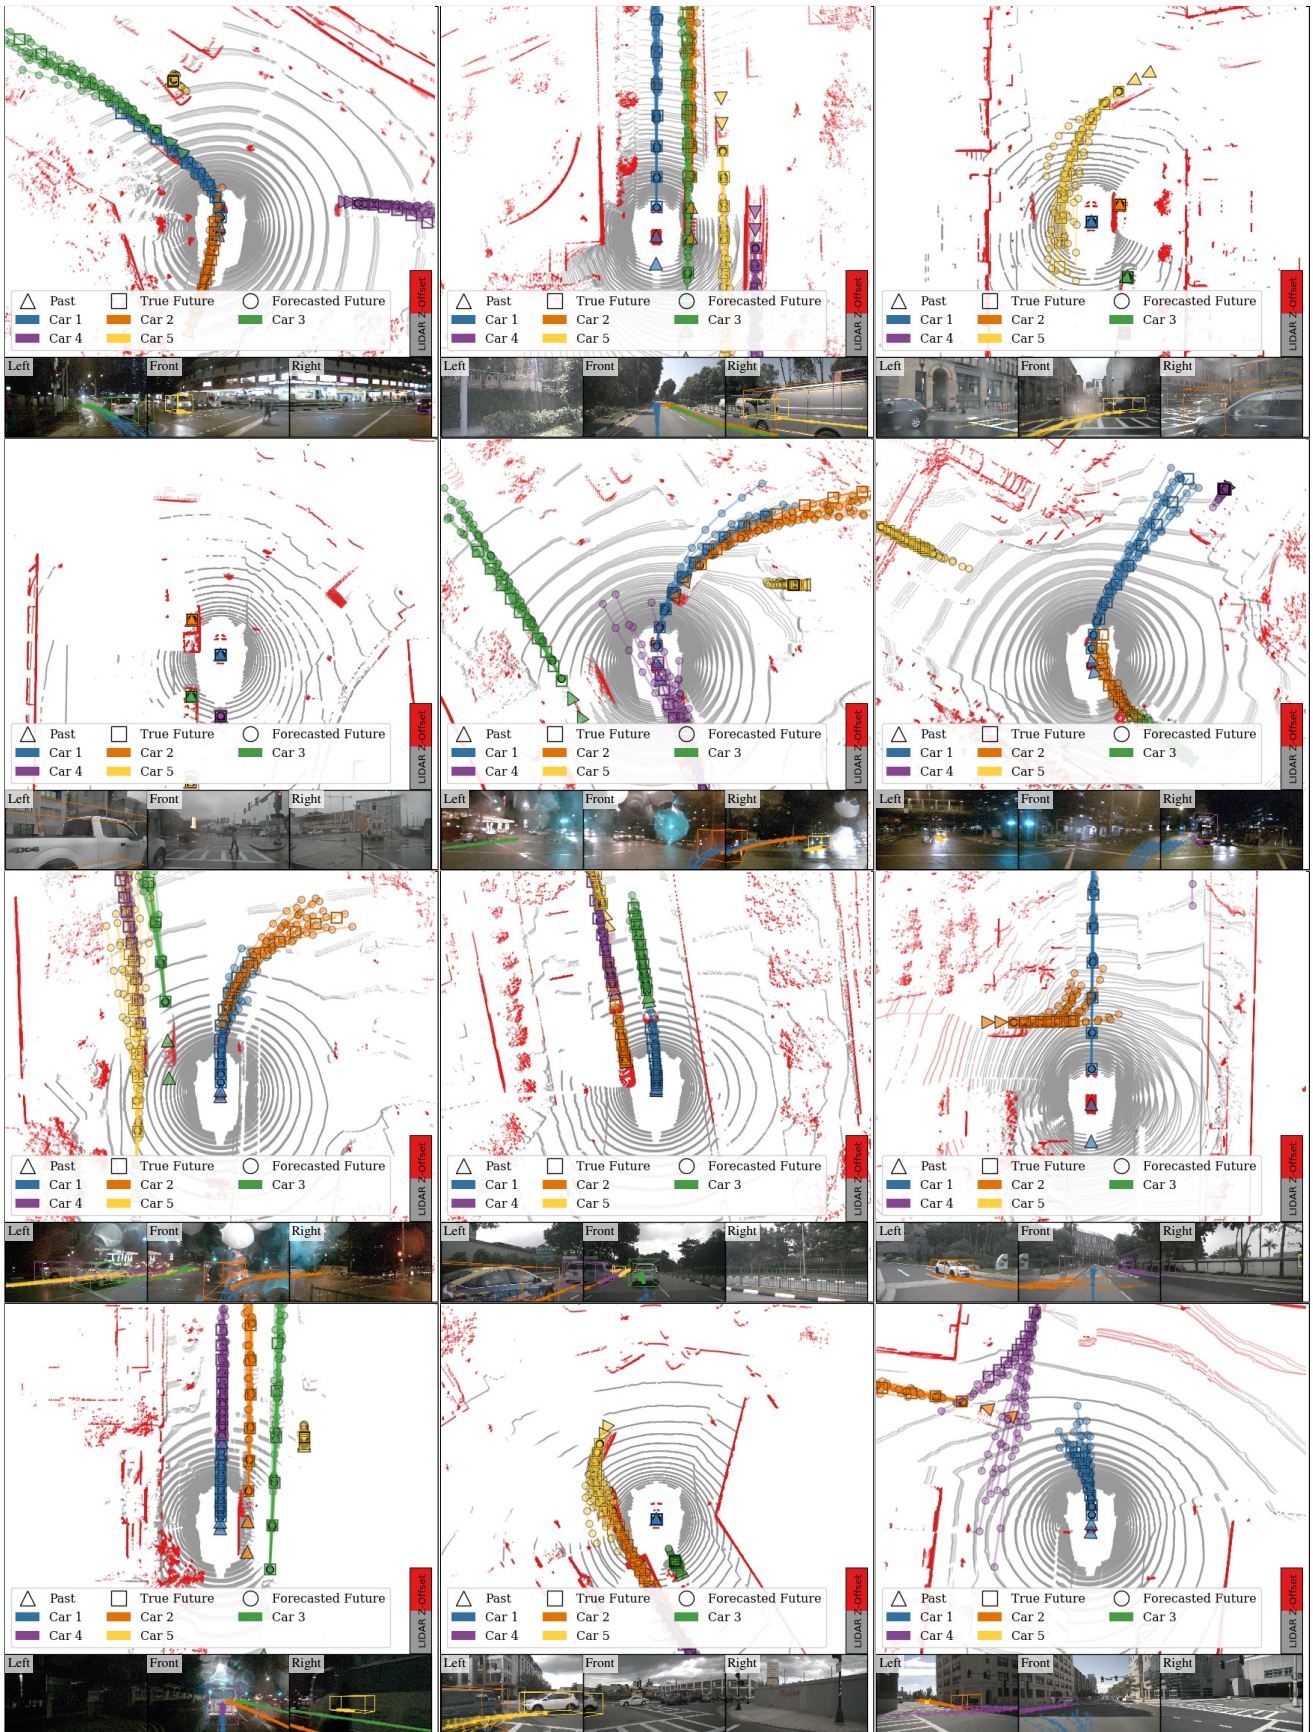 LIDAR Z-Offset
Past True Future Forecasted Future
Car 1 Car 2 Car 3
Car 4 Car 5
Left Front Right
LIDAR Z-Offset
Past True Future Forecasted Future
Car 1 Car 2 Car 3
Car 4 Car 5
Left Front Right
LIDAR Z-Offset
Past True Future Forecasted Future
Car 1 Car 2 Car 3
Car 4 Car 5
Left Front Right
LIDAR Z-Offset
Past True Future Forecasted Future
Car 1 Car 2 Car 3
Car 4 Car 5
Left Front Right
LIDAR Z-Offset
Past True Future Forecasted Future
Car 1 Car 2 Car 3
Car 4 Car 5
Left Front Right
LIDAR Z-Offset
Past True Future Forecasted Future
Car 1 Car 2 Car 3
Car 4 Car 5
Left Front Right
LIDAR Z-Offset
Past True Future Forecasted Future
Car 1 Car 2 Car 3
Car 4 Car 5
Left Front Right
LIDAR Z-Offset
Past True Future Forecasted Future
Car 1 Car 2 Car 3
Car 4 Car 5
Left Front Right
LIDAR Z-Offset
Past True Future Forecasted Future
Car 1 Car 2 Car 3
Car 4 Car 5
Left Front Right
LIDAR Z-Offset
Past True Future Forecasted Future
Car 1 Car 2 Car 3
Car 4 Car 5
Left Front Right
LIDAR Z-Offset
Past True Future Forecasted Future
Car 1 Car 2 Car 3
Car 4 Car 5
Left Front Right
LIDAR Z-Offset
Past True Future Forecasted Future
Car 1 Car 2 Car 3
Car 4 Car 5
Left Front Right